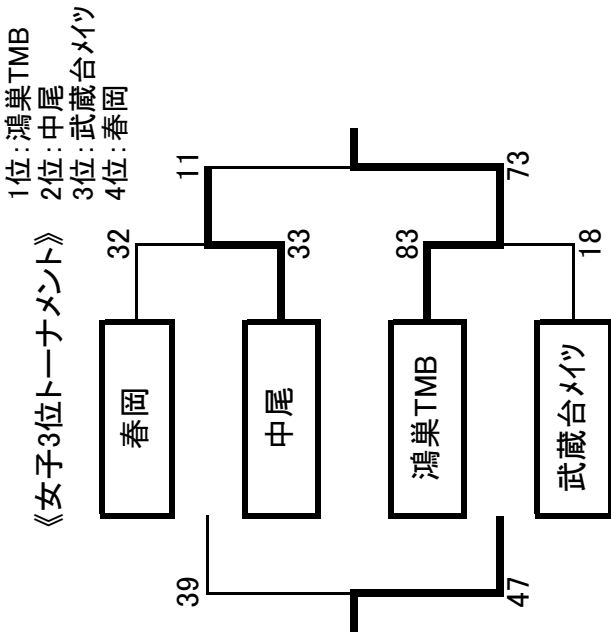 《女子3位トーナメント》
1位：鴻巣TMB
2位：中尾
3位：武蔵台メイツ
4位：春岡
11
73
32
33
83
18
春岡
中尾
鴻巣TMB
武蔵台メイツ
39
47